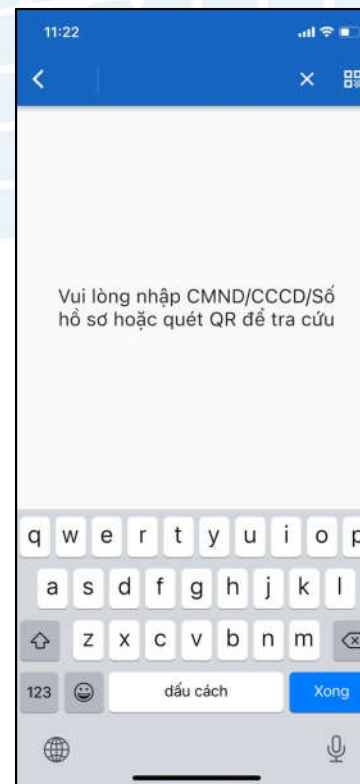 11:22
Vui lòng nhập CMND/CCCD/Số
hồ sơ hoặc quét QR để tra cứu
q w e r t y u i o p
a s d f g h j k l
z x c v b n m
123 dấu cách Xong